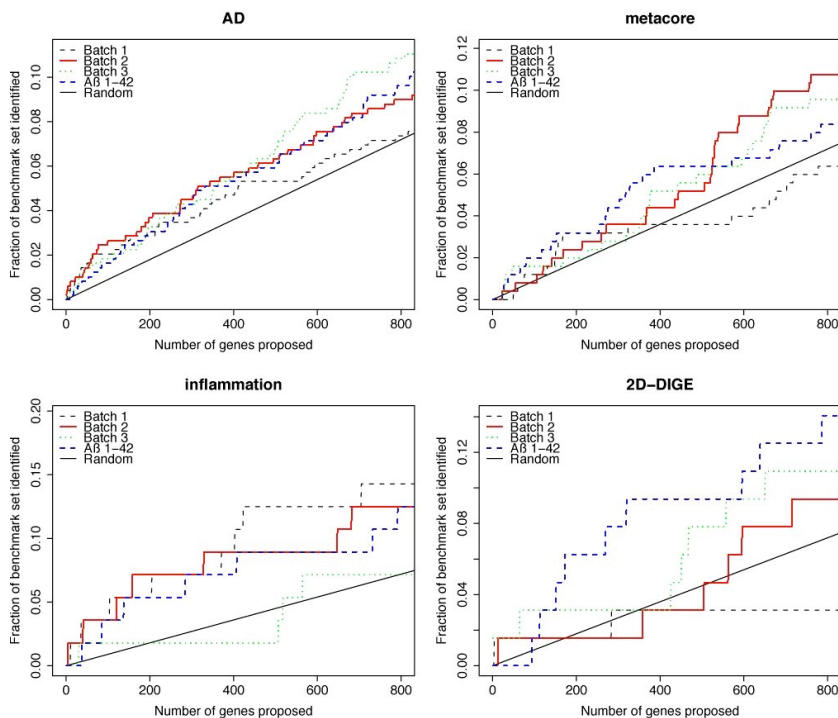 AD
Fraction of benchmark set identified
0.00 0.02 0.04 0.06 0.08 0.10
Batch 1
Batch 2
Batch 3
Aß 1−42
Random
0 200 400 600 800
Number of genes proposed
metacore
Fraction of benchmark set identified
0.00 0.02 0.04 0.06 0.08 0.10 0.12
Batch 1
Batch 2
Batch 3
Aß 1−42
Random
0 200 400 600 800
Number of genes proposed
inflammation
Fraction of benchmark set identified
0.00 0.05 0.10 0.15 0.20
Batch 1
Batch 2
Batch 3
Aß 1−42
Random
0 200 400 600 800
Number of genes proposed
2D−DIGE
Fraction of benchmark set identified
0.00 0.04 0.08 0.12
Batch 1
Batch 2
Batch 3
Aß 1−42
Random
0 200 400 600 800
Number of genes proposed